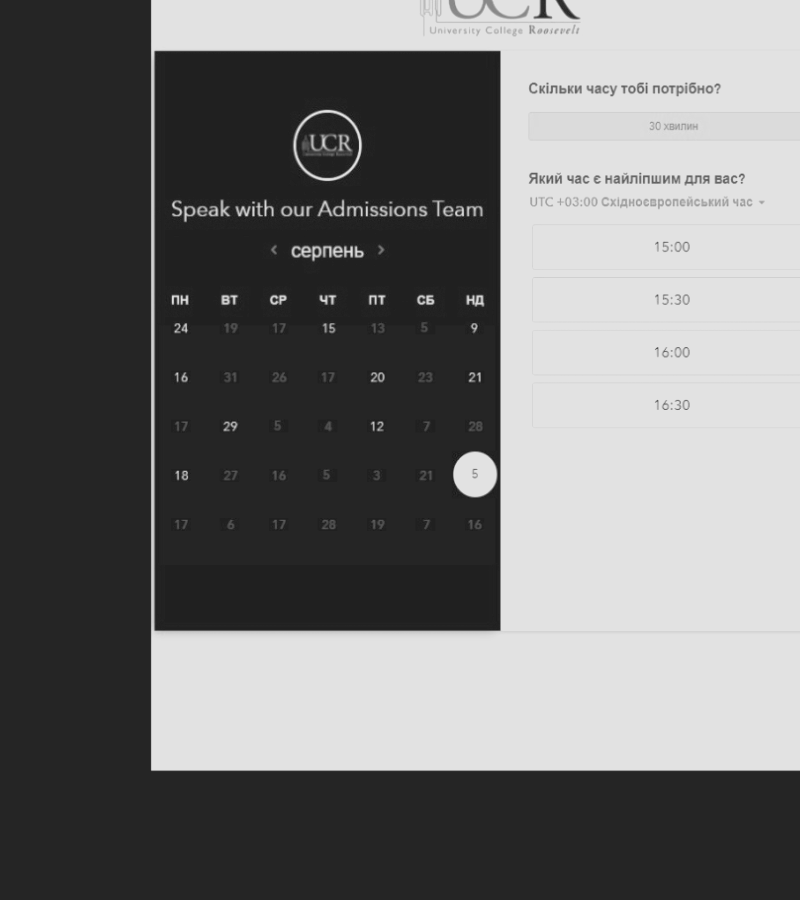 UCR
University College Roosevelt
UCR
Speak with our Admissions Team
серпень
ПН ВТ СР ЧТ ПТ СБ НД
24 19 17 15 13 5 9
16 31 26 17 20 23 21
17 29 5 4 12 7 28
18 27 16 5 3 21 5
17 6 17 28 19 7 16
Скільки часу тобі потрібно?
30 хвилин
Який час є найліпшим для вас?
UTC +03:00 Східноєвропейський час
15:00
15:30
16:00
16:30